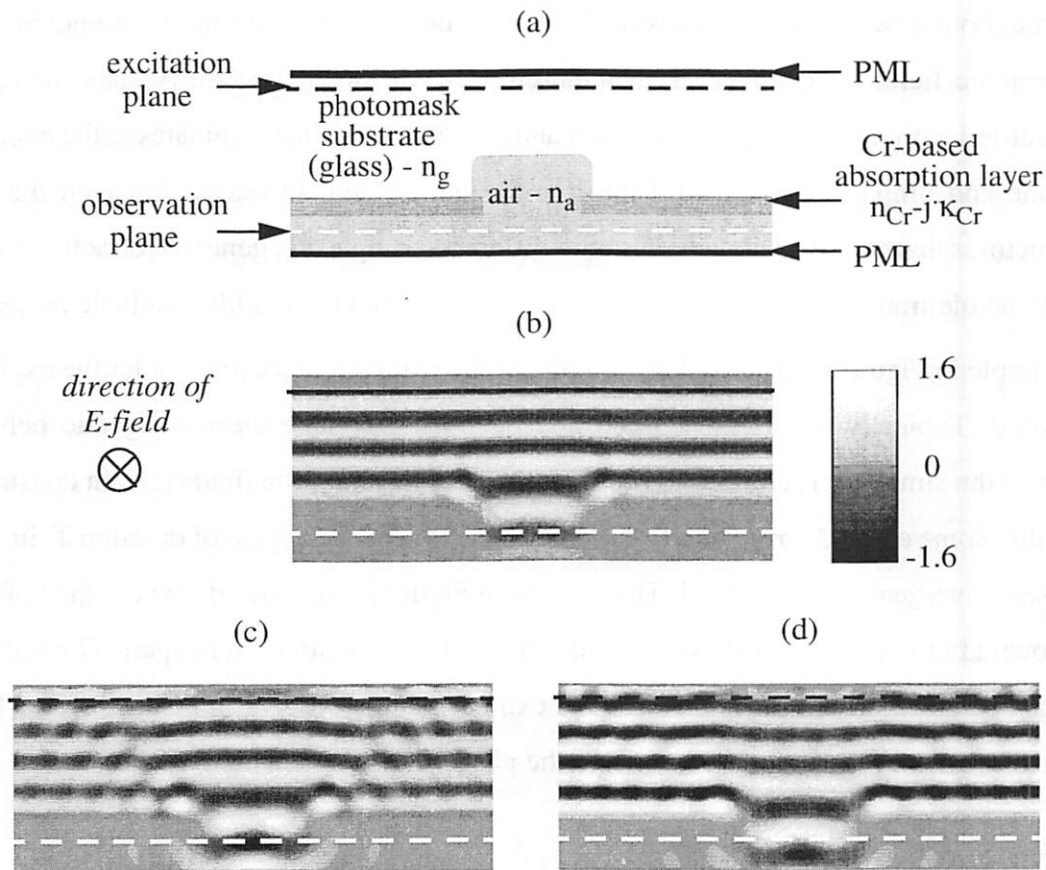 (a)
excitation
plane
PML
photomask
substrate
(glass) - n_g
air - n_a
Cr-based
absorption layer
n_Cr-j·κ_Cr
observation
plane
PML
(b)
direction of
E-field
1.6
0
-1.6
(c)
(d)